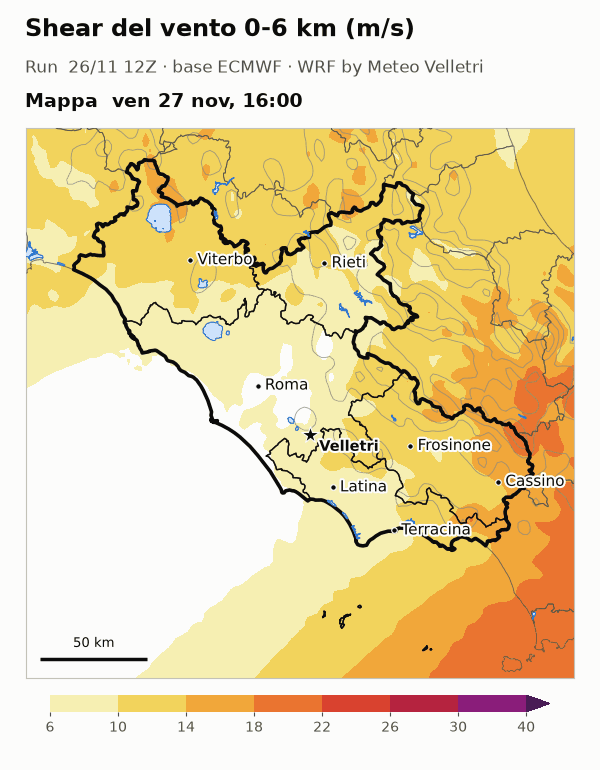 Shear del vento 0-6 km (m/s)
Run  26/11 12Z · base ECMWF · WRF by Meteo Velletri
Mappa  ven 27 nov, 16:00
Viterbo
Rieti
Roma
Velletri
Frosinone
Cassino
Latina
Terracina
50 km
6 10 14 18 22 26 30 40